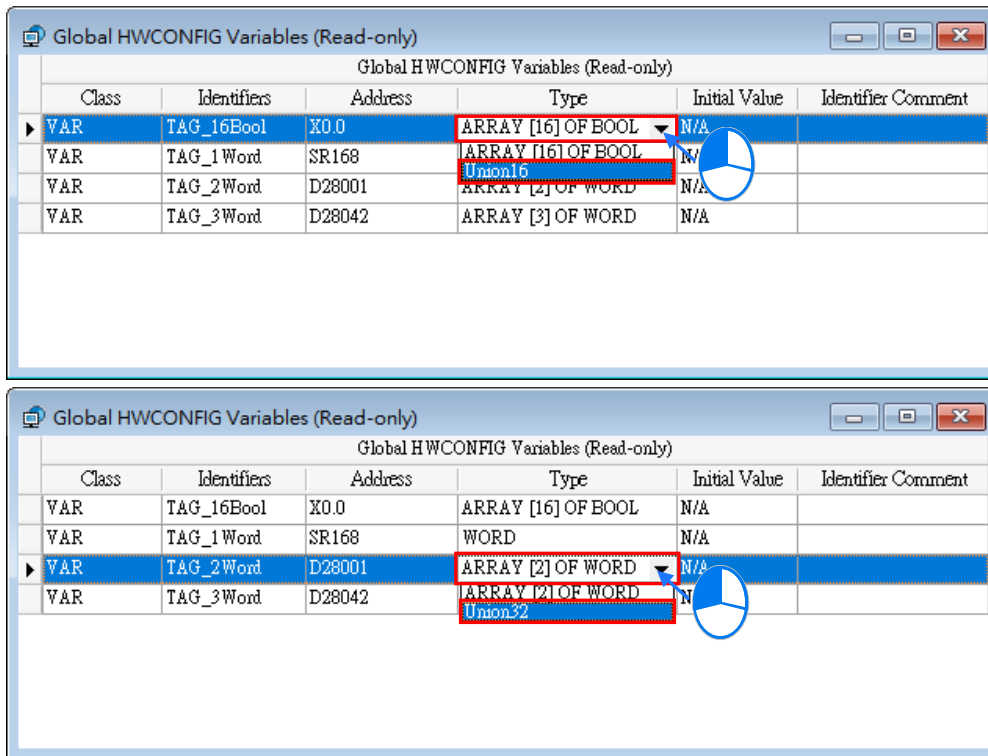 Global HWCONFIG Variables (Read-only)
Global HWCONFIG Variables (Read-only)
Class Identifiers Address Type Initial Value Identifier Comment
VAR TAG_16Bool X0.0 ARRAY [16] OF BOOL N/A
VAR TAG_1Word SR168 ARRAY [16] OF BOOL N/A
Union16
VAR TAG_2Word D28001 ARRAY [2] OF WORD N/A
VAR TAG_3Word D28042 ARRAY [3] OF WORD N/A
Global HWCONFIG Variables (Read-only)
Global HWCONFIG Variables (Read-only)
Class Identifiers Address Type Initial Value Identifier Comment
VAR TAG_16Bool X0.0 ARRAY [16] OF BOOL N/A
VAR TAG_1Word SR168 WORD N/A
VAR TAG_2Word D28001 ARRAY [2] OF WORD N/A
VAR TAG_3Word D28042 ARRAY [2] OF WORD
Union32